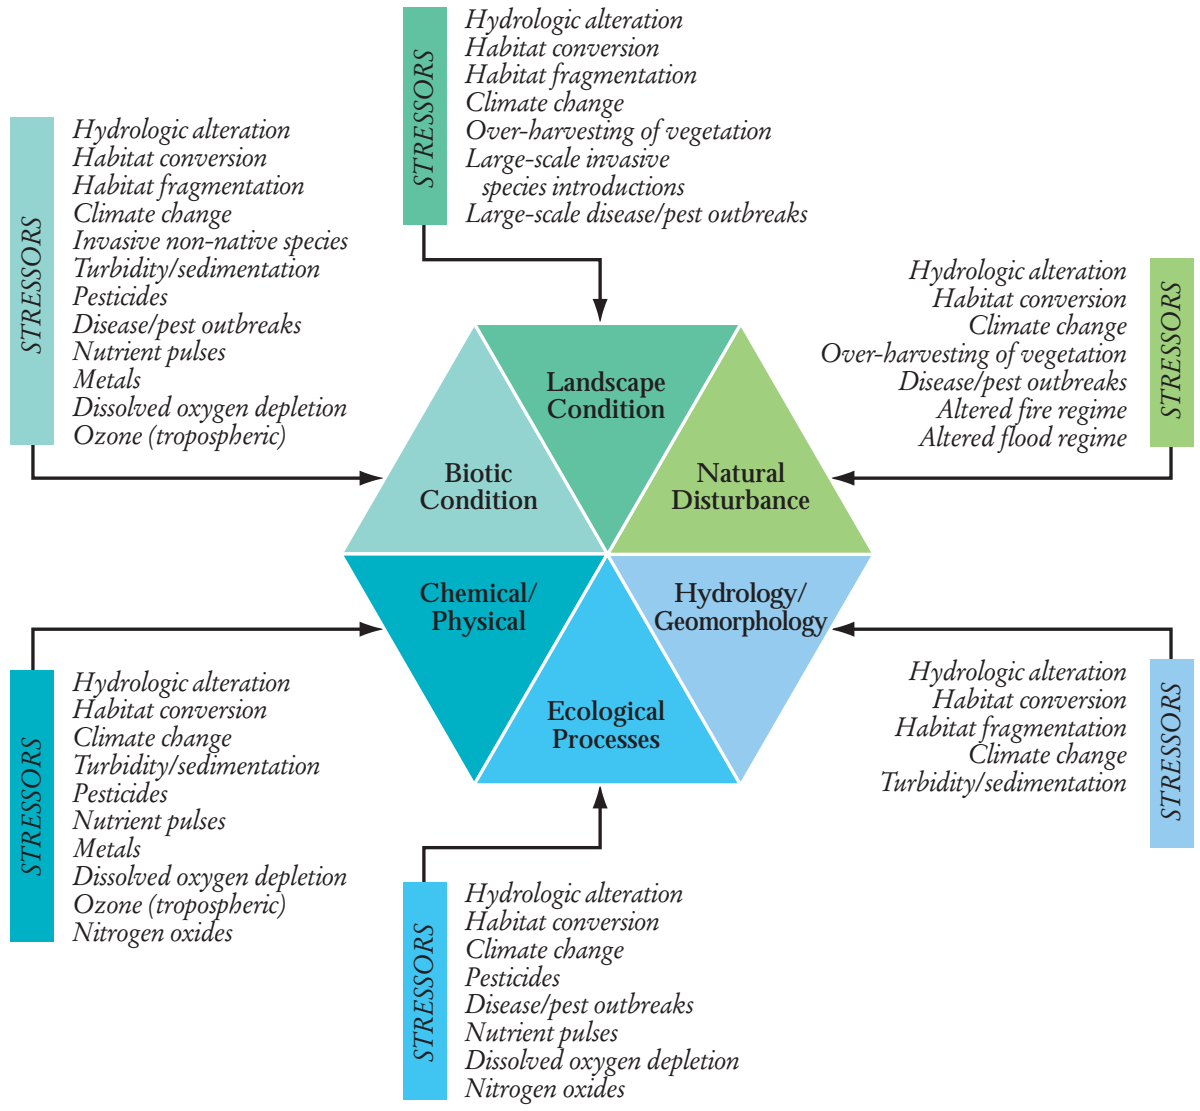 STRESSORS
Hydrologic alteration
Habitat conversion
Habitat fragmentation
Climate change
Over-harvesting of vegetation
Large-scale invasive
species introductions
Large-scale disease/pest outbreaks
STRESSORS
Hydrologic alteration
Habitat conversion
Habitat fragmentation
Climate change
Invasive non-native species
Turbidity/sedimentation
Pesticides
Disease/pest outbreaks
Nutrient pulses
Metals
Dissolved oxygen depletion
Ozone (tropospheric)
STRESSORS
Hydrologic alteration
Habitat conversion
Climate change
Over-harvesting of vegetation
Disease/pest outbreaks
Altered fire regime
Altered flood regime
Landscape
Condition
Biotic
Condition
Natural
Disturbance
Chemical/
Physical
Hydrology/
Geomorphology
Ecological
Processes
STRESSORS
Hydrologic alteration
Habitat conversion
Climate change
Turbidity/sedimentation
Pesticides
Nutrient pulses
Metals
Dissolved oxygen depletion
Ozone (tropospheric)
Nitrogen oxides
STRESSORS
Hydrologic alteration
Habitat conversion
Habitat fragmentation
Climate change
Turbidity/sedimentation
STRESSORS
Hydrologic alteration
Habitat conversion
Climate change
Pesticides
Disease/pest outbreaks
Nutrient pulses
Dissolved oxygen depletion
Nitrogen oxides